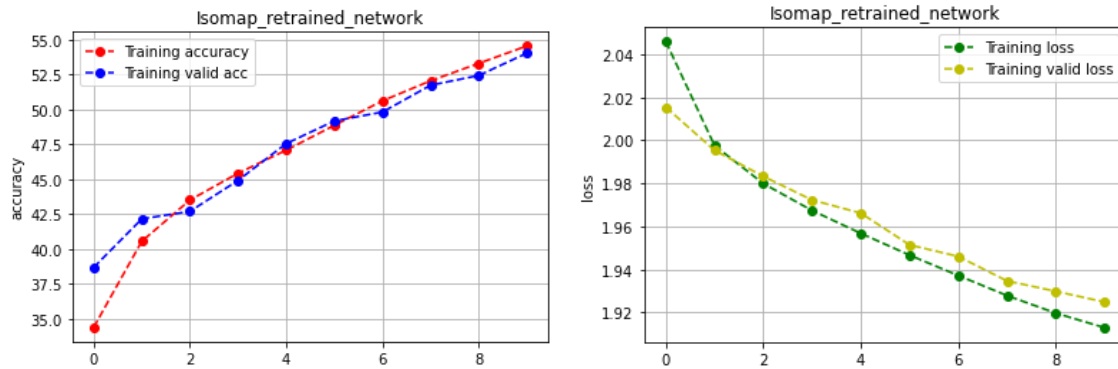 Isomap_retrained_network
55.0
52.5
50.0
47.5
45.0
42.5
40.0
37.5
35.0
accuracy
Training accuracy
Training valid acc
0 2 4 6 8
Isomap_retrained_network
2.04
2.02
2.00
1.98
1.96
1.94
1.92
loss
Training loss
Training valid loss
0 2 4 6 8